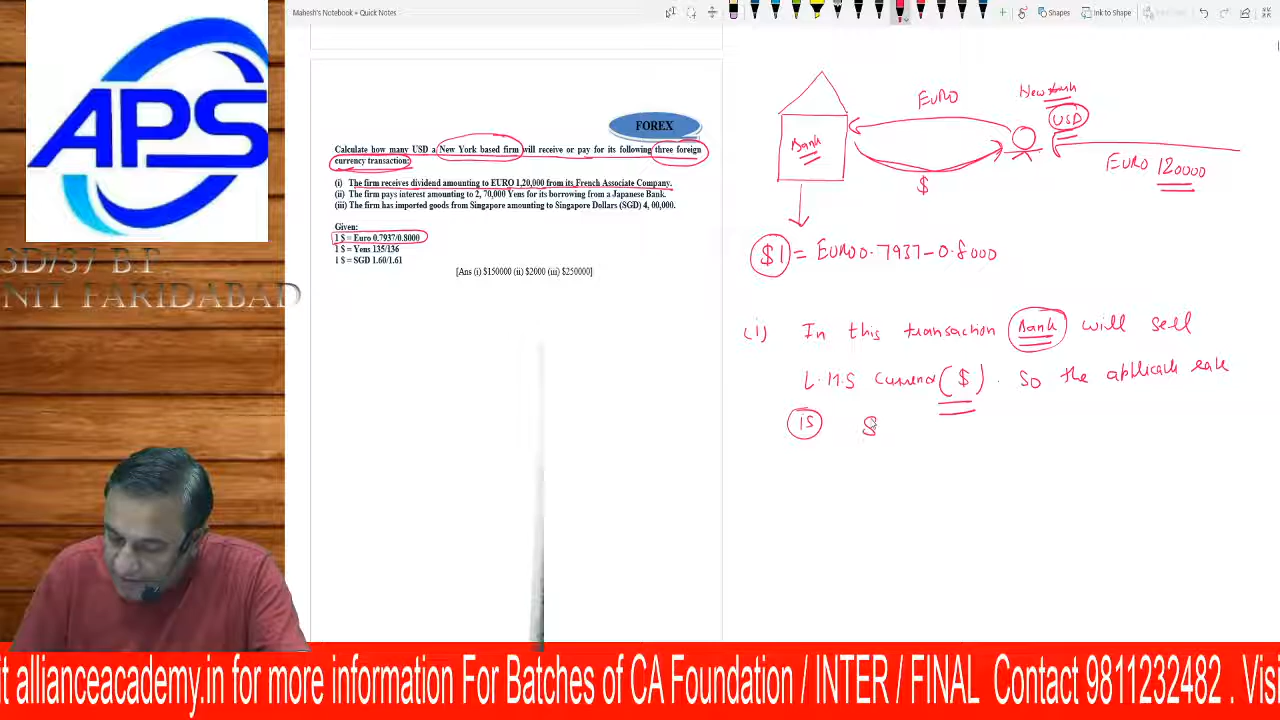 Mahesh's Notebook + Quick Notes
Shapes
Ink to Shape
APS
3D/37 B.P.
NIT FARIDABAD
FOREX
Calculate how many USD a New York based firm will receive or pay for its following three foreign
currency transaction:
(i) The firm receives dividend amounting to EURO 1,20,000 from its French Associate Company.
(ii) The firm pays interest amounting to 2, 70,000 Yens for its borrowing from a Japanese Bank.
(iii) The firm has imported goods from Singapore amounting to Singapore Dollars (SGD) 4, 00,000.
Given:
1 $ = Euro 0.7937/0.8000
1 $ = Yens 135/136
1 $ = SGD 1.60/1.61
[Ans (i) $150000 (ii) $2000 (iii) $250000]
Bank
EURO
$
USD
EURO 120000
$1 = EURO 0.7937-0.8000
(i) In this transaction Bank will sell
L.H.S currency ($). So the
is
it allianceacademy.in for more information For Batches of CA Foundation / INTER / FINAL Contact 9811232482 . Visi